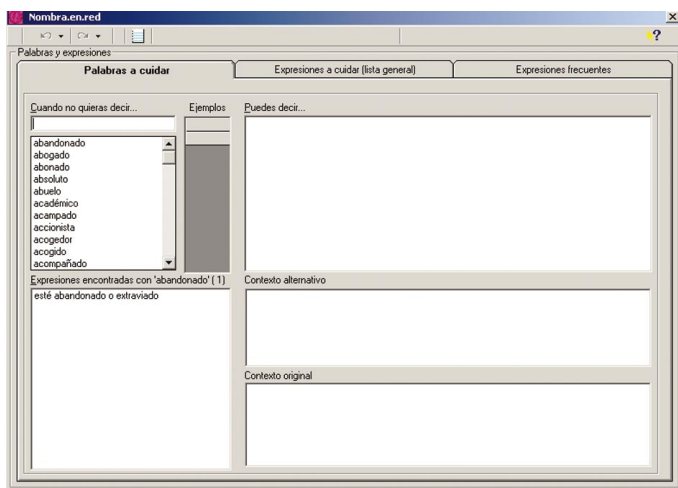 Nombra.en.red
Palabras y expresiones
Palabras a cuidar
Expresiones a cuidar (lista general)
Expresiones frecuentes
Cuando no quieras decir...
Ejemplos
Puedes decir...
abandonado
abogado
abonado
absoluto
abuelo
académico
acampado
accionista
acogedor
acogido
acompañado
Expresiones encontradas con 'abandonado' ( 1)
esté abandonado o extraviado
Contexto alternativo
Contexto original